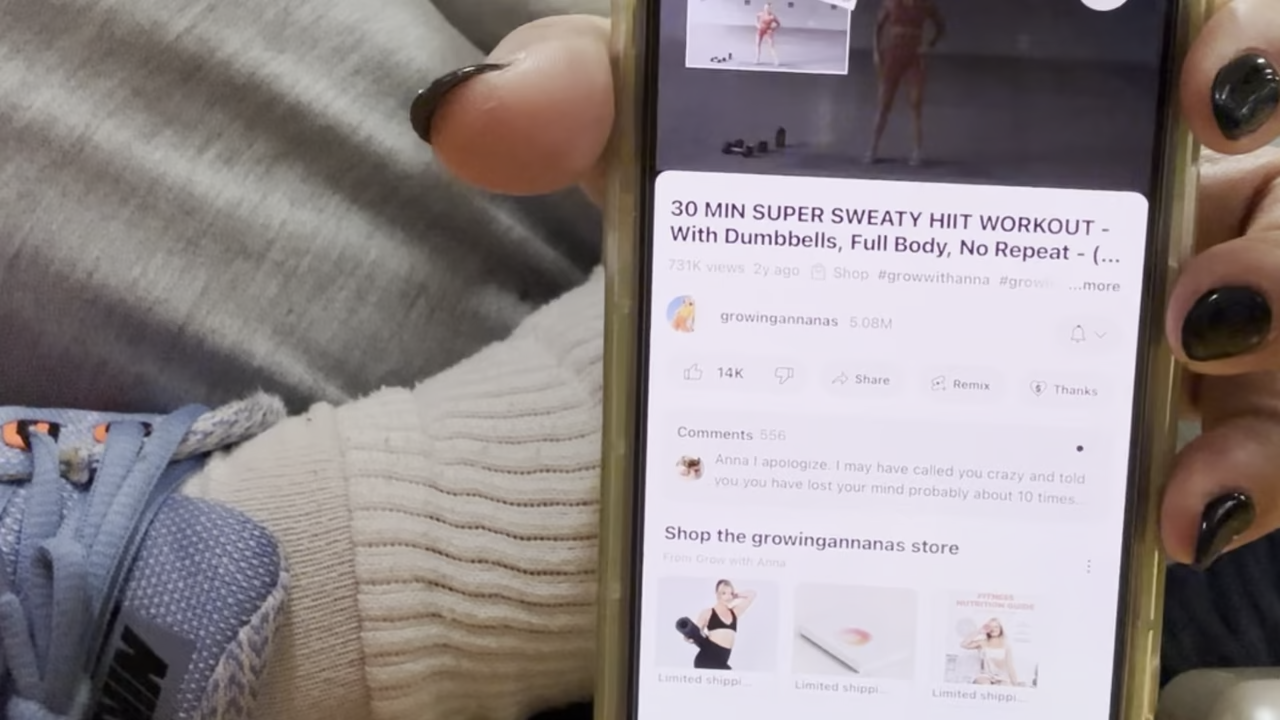 30 MIN SUPER SWEATY HIIT WORKOUT -
With Dumbbells, Full Body, No Repeat - (...
731K views 2y ago Shop #growwithanna #growi ...more
growingannanas 5.08M
14K Share Remix Thanks
Comments 556
Anna I apologize. I may have called you crazy and told
you you have lost your mind probably about 10 times...
Shop the growingannanas store
From Grow with Anna
FITNESS
NUTRITION GUIDE
Limited shippi... Limited shippi... Limited shippi...